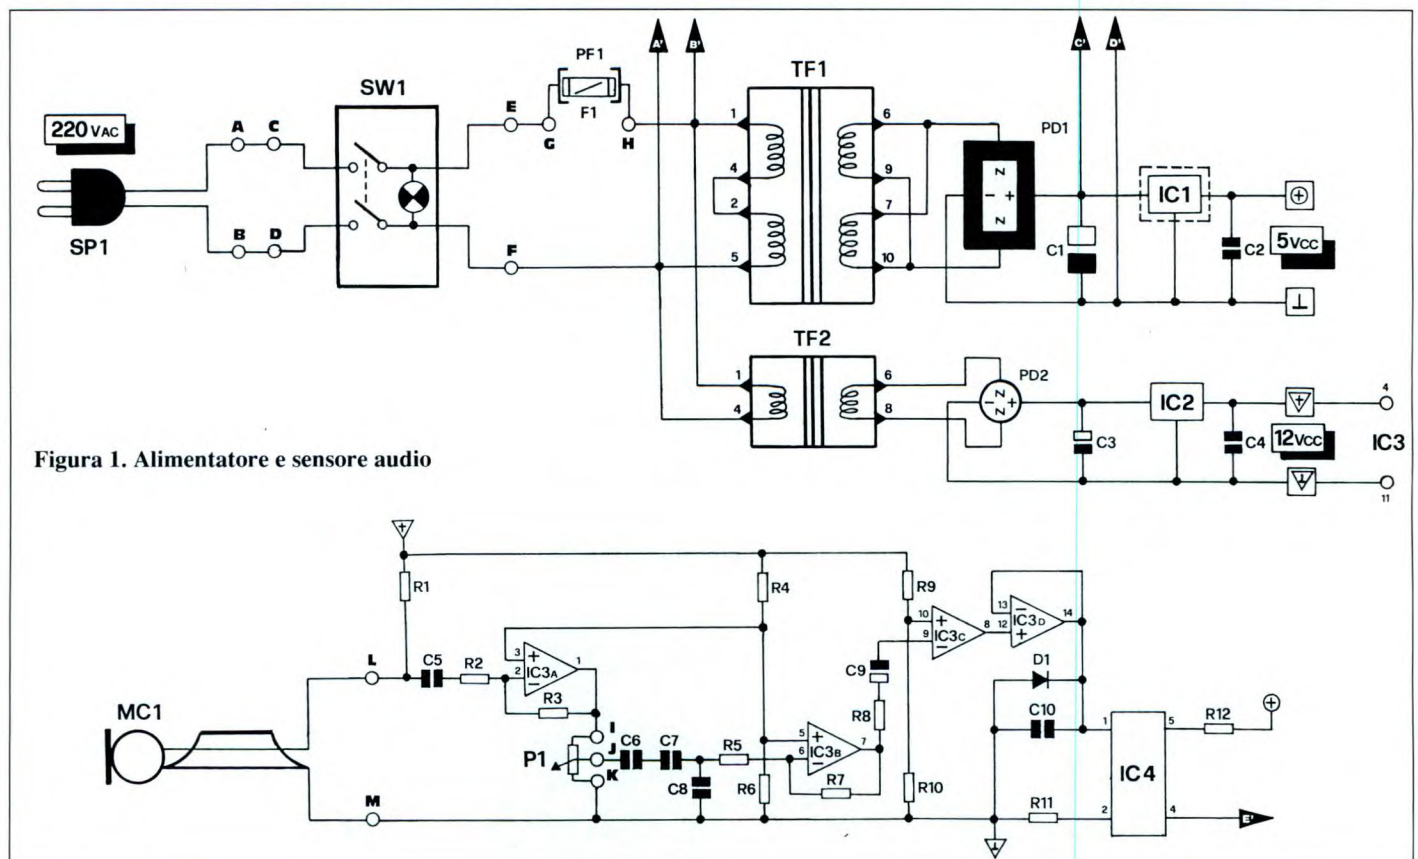 A' B' C' D'
PF1
F1
TF1
SW1
220 VAC
A C
E
G H
1 6
PD1
4 9
2 7
5 10
N
- +
N
IC1
+
C1
C2
5Vcc
SP1
B D
F
⊥
TF2
1 6
4 8
PD2
N
- +
N
IC2
+
4
C3
C4
12Vcc
IC3
⊥
11
Figura 1. Alimentatore e sensore audio
+
R1
R4
R9
13 -
IC3D
12 +
14
10 +
IC3C
9 -
8
3 +
IC3A
2 -
1
L
C5
R2
R3
D1
C9
R8
C10
R12
+
MC1
I
J
K
P1
C6
C7
C8
R5
5 +
IC3B
6 -
7
R7
R6
R10
1 5
IC4
2 4
R11
M
⊥
E'